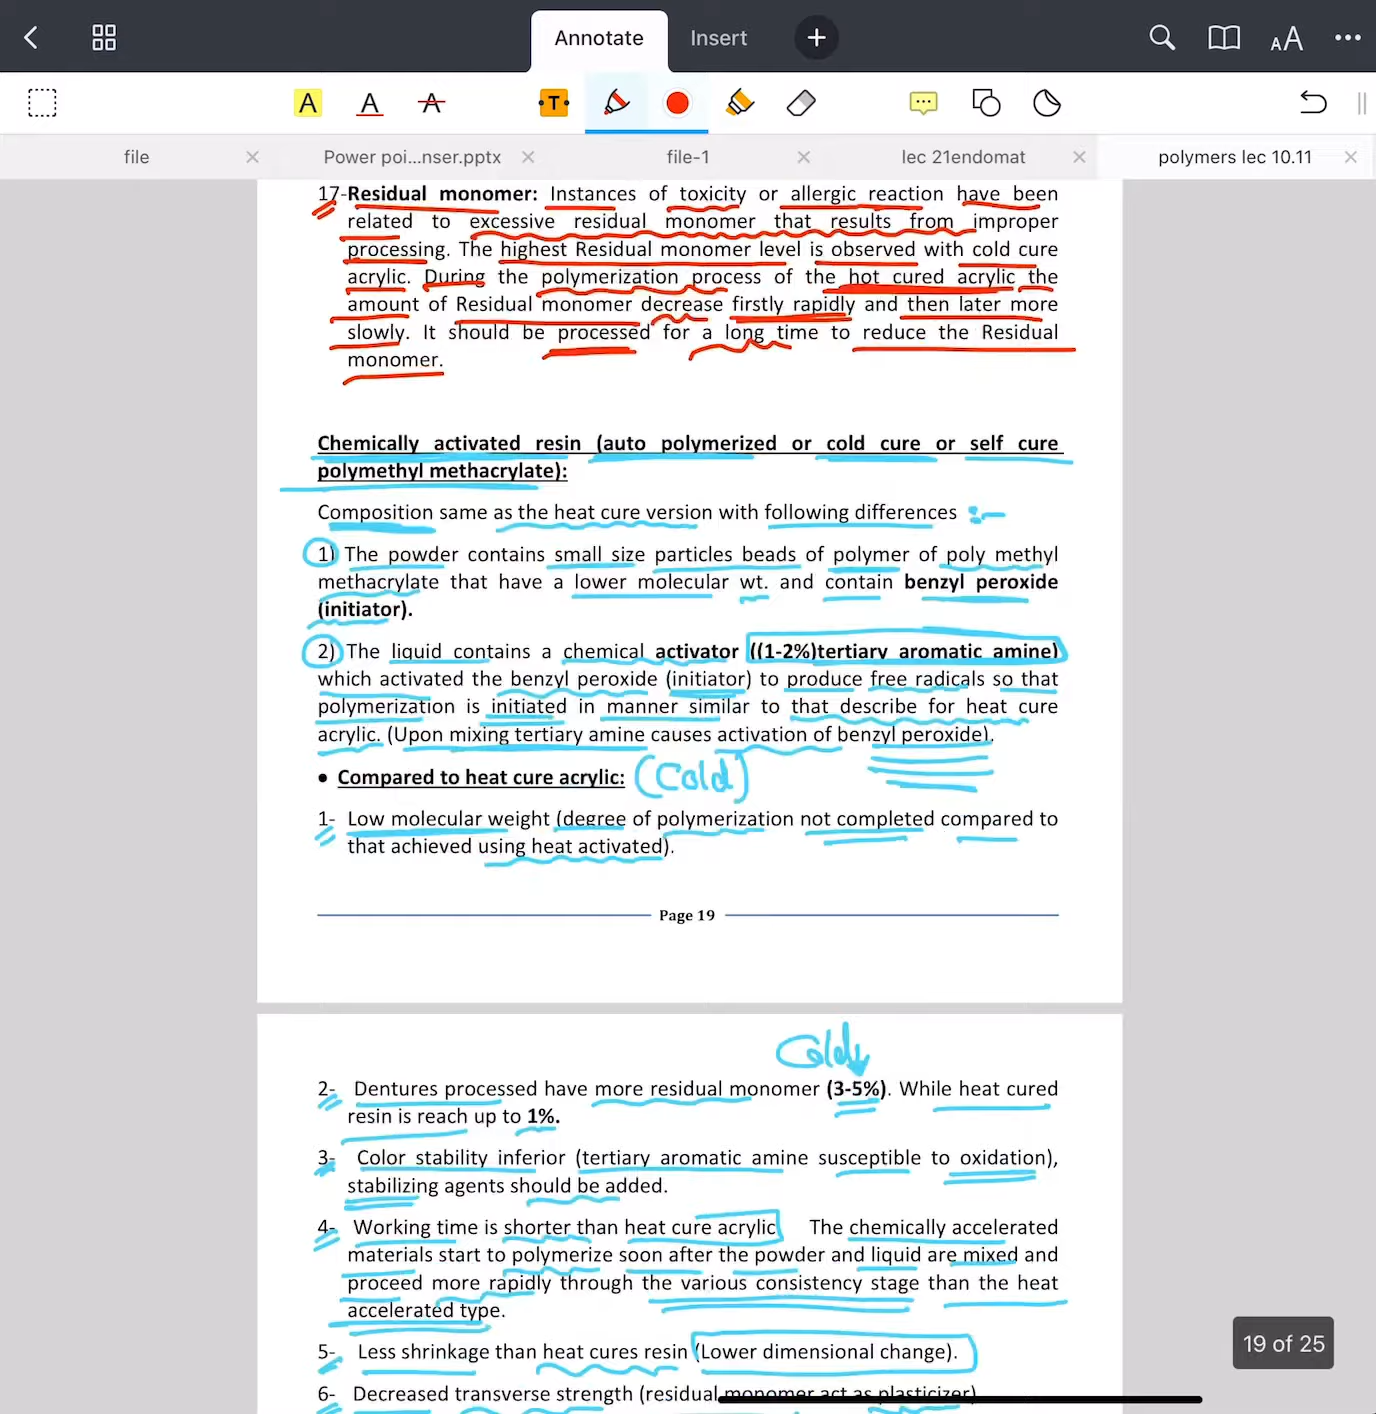 Annotate Insert
file Power poi...nser.pptx file-1 lec 21endomat polymers lec 10.11
17-Residual monomer: Instances of toxicity or allergic reaction have been
related to excessive residual monomer that results from improper
processing. The highest Residual monomer level is observed with cold cure
acrylic. During the polymerization process of the hot cured acrylic the
amount of Residual monomer decrease firstly rapidly and then later more
slowly. It should be processed for a long time to reduce the Residual
monomer.
Chemically activated resin (auto polymerized or cold cure or self cure
polymethyl methacrylate):
Composition same as the heat cure version with following differences :-
1) The powder contains small size particles beads of polymer of poly methyl
methacrylate that have a lower molecular wt. and contain benzyl peroxide
(initiator).
2) The liquid contains a chemical activator ((1-2%)tertiary aromatic amine)
which activated the benzyl peroxide (initiator) to produce free radicals so that
polymerization is initiated in manner similar to that describe for heat cure
acrylic. (Upon mixing tertiary amine causes activation of benzyl peroxide).
• Compared to heat cure acrylic: (Cold)
1- Low molecular weight (degree of polymerization not completed compared to
that achieved using heat activated).
Page 19
Cold
2- Dentures processed have more residual monomer (3-5%). While heat cured
resin is reach up to 1%.
3- Color stability inferior (tertiary aromatic amine susceptible to oxidation),
stabilizing agents should be added.
4- Working time is shorter than heat cure acrylic The chemically accelerated
materials start to polymerize soon after the powder and liquid are mixed and
proceed more rapidly through the various consistency stage than the heat
accelerated type.
19 of 25
5- Less shrinkage than heat cures resin (Lower dimensional change).
6- Decreased transverse strength (residual monomer act as plasticizer)